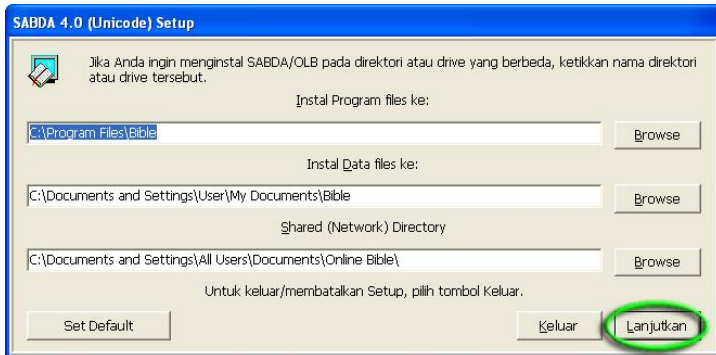 SABDA 4.0 (Unicode) Setup
Jika Anda ingin menginstal SABDA/OLB pada direktori atau drive yang berbeda, ketikkan nama direktori
atau drive tersebut.
Instal Program files ke:
C:\Program Files\Bible
Browse
Instal Data files ke:
C:\Documents and Settings\User\My Documents\Bible
Browse
Shared (Network) Directory
C:\Documents and Settings\All Users\Documents\Online Bible\
Browse
Untuk keluar/membatalkan Setup, pilih tombol Keluar.
Set Default
Keluar
Lanjutkan